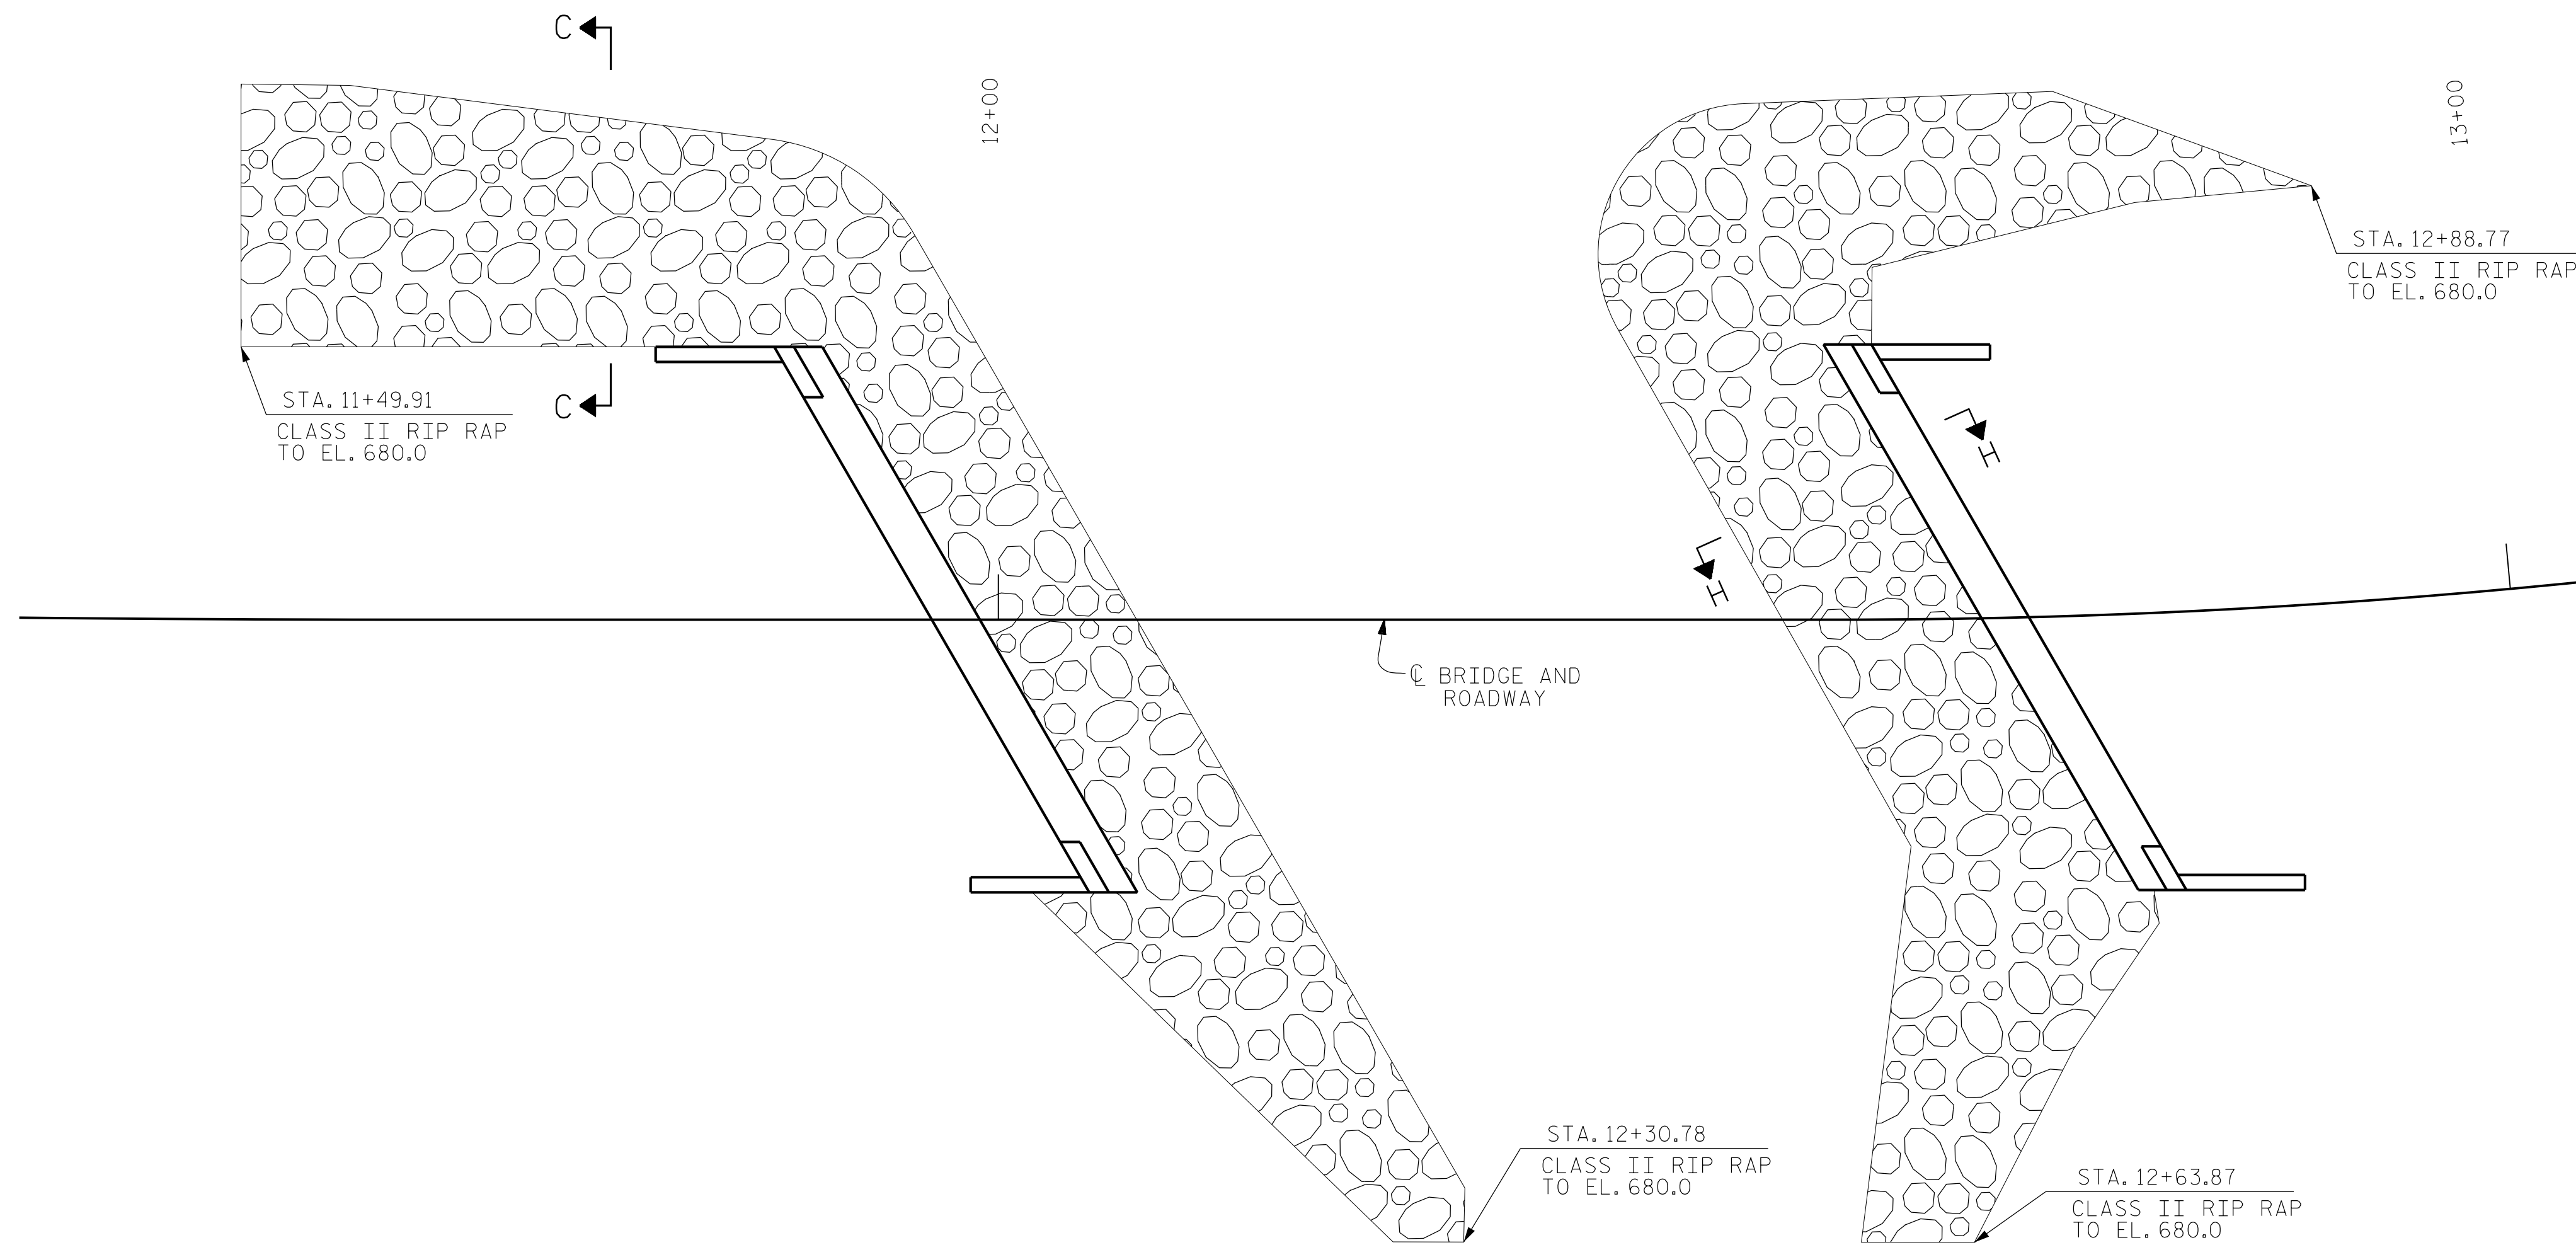 C
12+00
13+00
STA. 12+88.77
CLASS II RIP RAP
TO EL. 680.0
C
STA. 11+49.91
CLASS II RIP RAP
TO EL. 680.0
H
H
℄ BRIDGE AND
ROADWAY
STA. 12+30.78
CLASS II RIP RAP
TO EL. 680.0
STA. 12+63.87
CLASS II RIP RAP
TO EL. 680.0